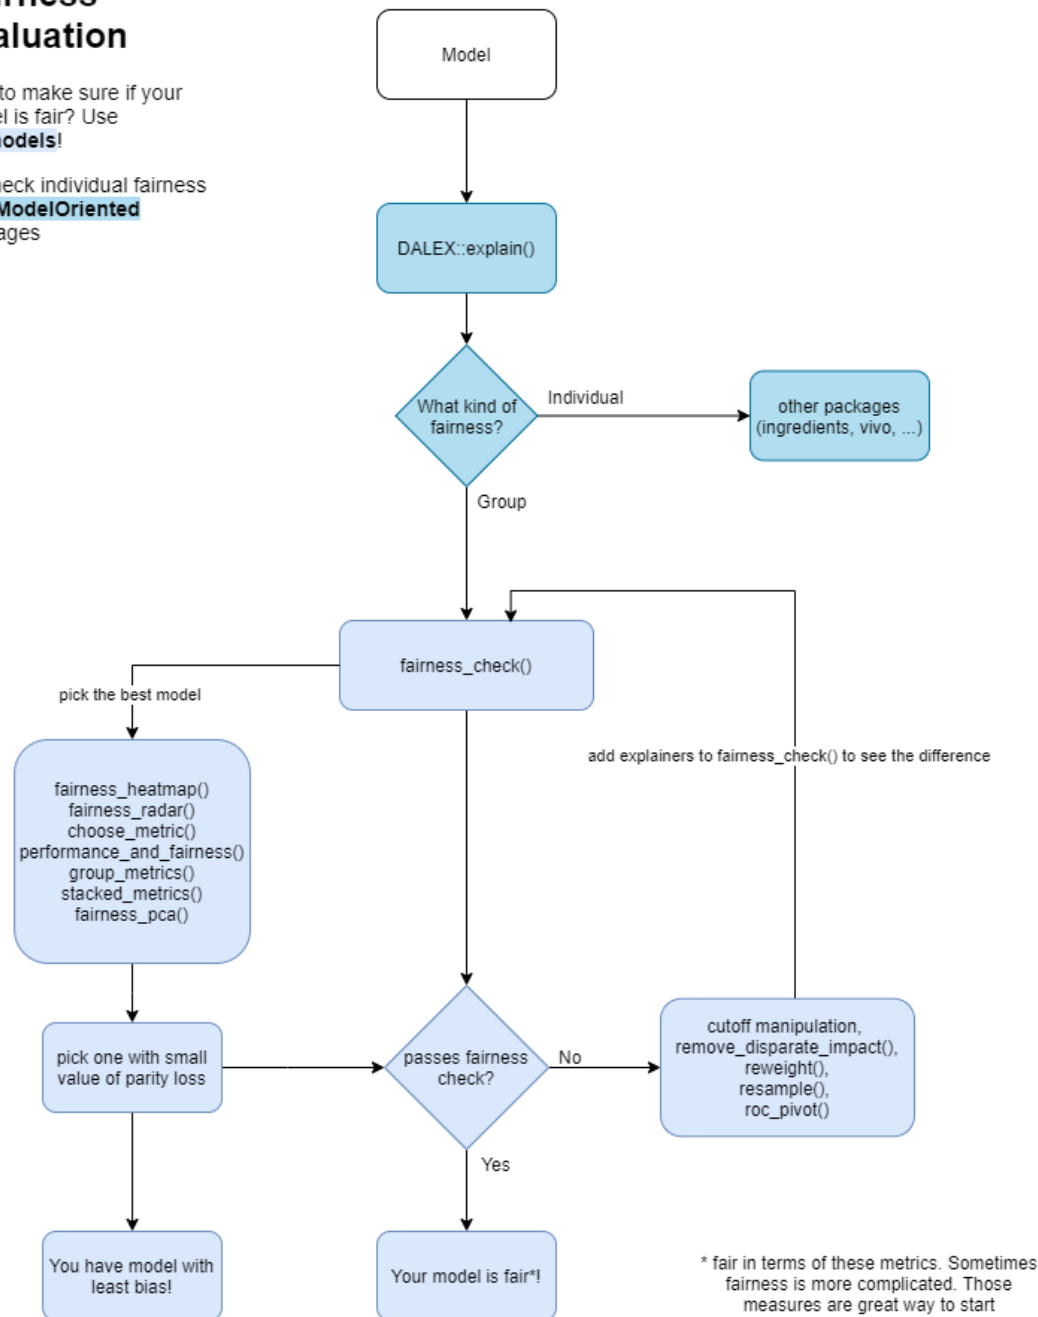 aluation
to make sure if your
is fair? Use
!
individual fairness
ModelOriented
Model
DALEX::explain()
What kind of
fairness?
Individual
other packages
(ingredients, vivo, ...)
Group
fairness_check()
pick the best model
add explainers to fairness_check() to see the difference
fairness_heatmap()
fairness_radar()
choose_metric()
performance_and_fairness()
group_metrics()
stacked_metrics()
fairness_pca()
pick one with small
value of parity loss
passes fairness
check?
No
cutoff manipulation,
remove_disparate_impact(),
reweight(),
resample(),
roc_pivot()
Yes
You have model with
least bias!
Your model is fair*!
* fair in terms of these metrics. Sometimes
fairness is more complicated. Those
measures are great way to start